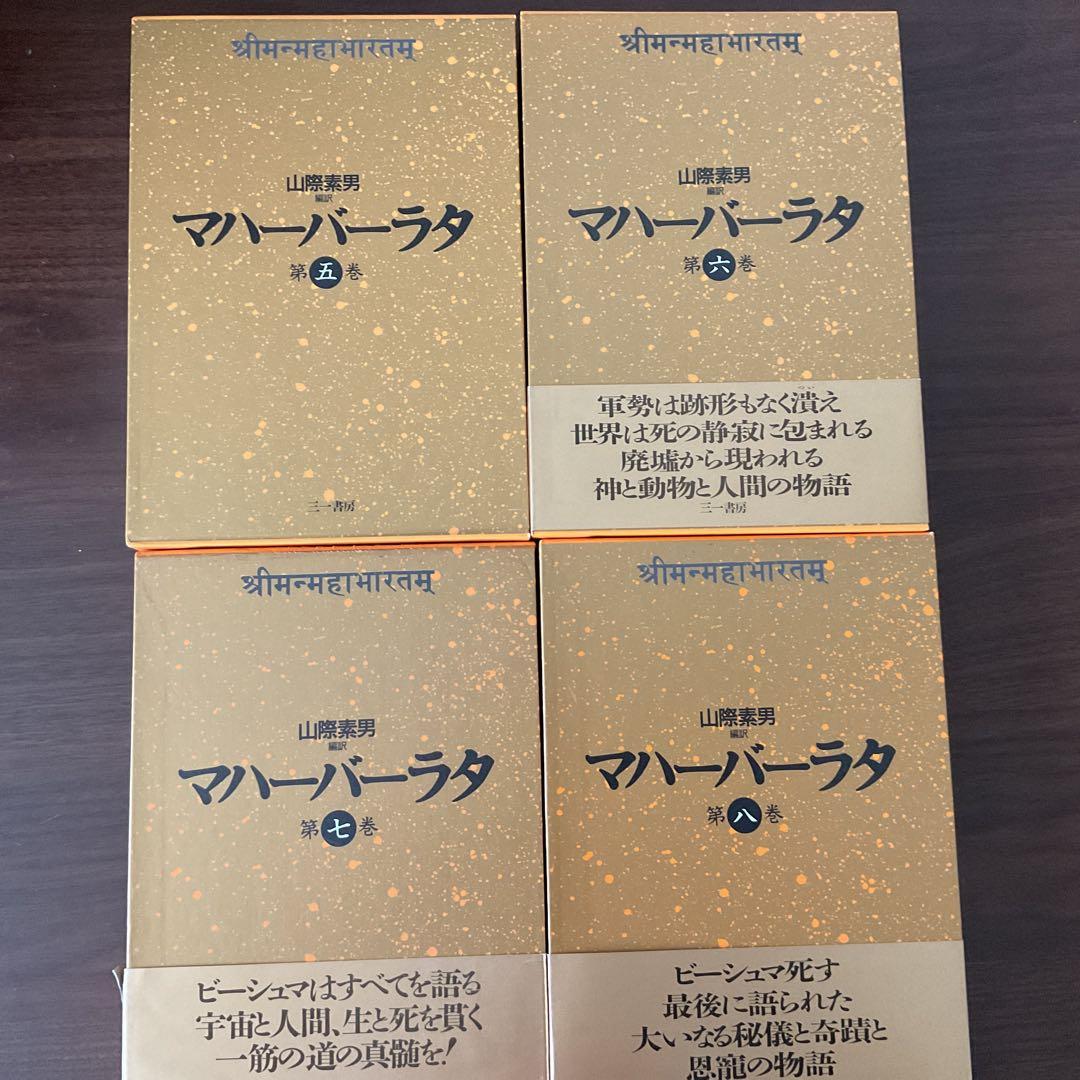 श्रीमन्महाभारतम्
山際素男
編訳
マハーバーラタ
第五巻
三一書房
श्रीमन्महाभारतम्
山際素男
編訳
マハーバーラタ
第六巻
軍勢は跡形もなく潰え
つい
世界は死の静寂に包まれる
廃墟から現われる
神と動物と人間の物語
三一書房
श्रीमन्महाभारतम्
山際素男
編訳
マハーバーラタ
第七巻
ビーシュマはすべてを語る
宇宙と人間、生と死を貫く
一筋の道の真髄を!
श्रीमन्महाभारतम्
山際素男
編訳
マハーバーラタ
第八巻
ビーシュマ死す
最後に語られた
大いなる秘儀と奇蹟と
恩寵の物語